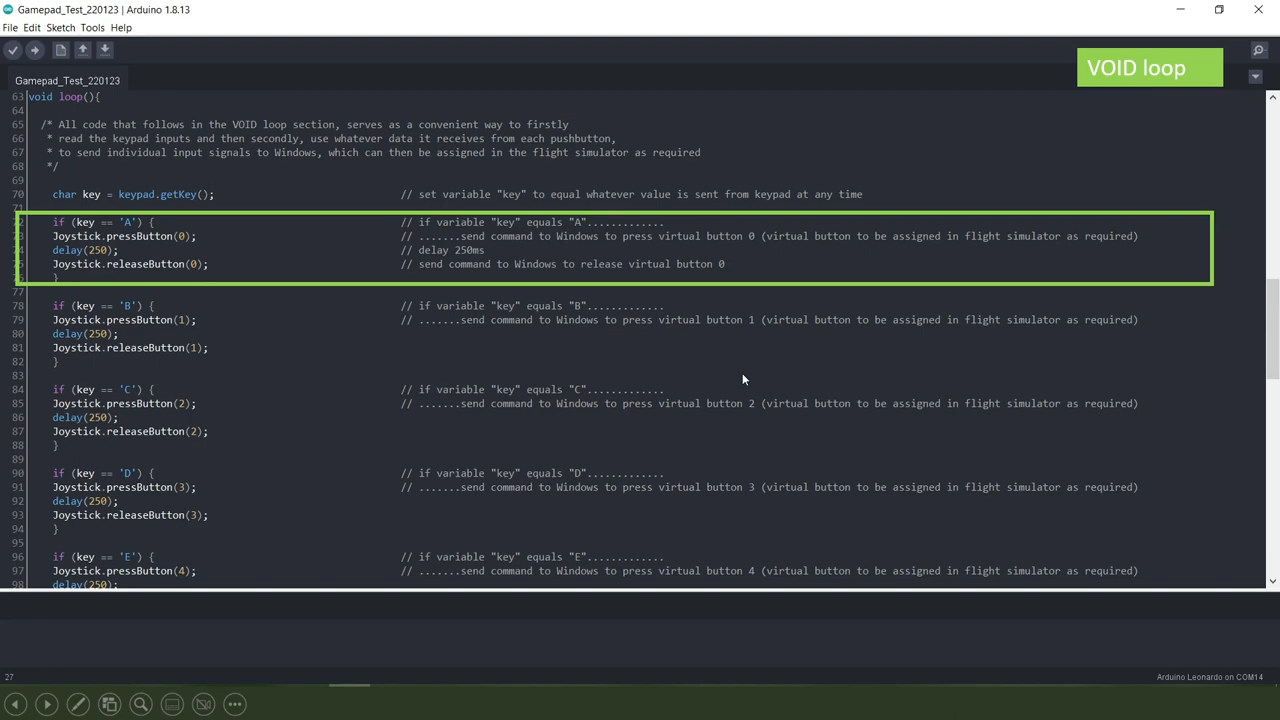 Gamepad_Test_220123 | Arduino 1.8.13
File Edit Sketch Tools Help
VOID loop
Gamepad_Test_220123
63 void loop(){
64
65 /* All code that follows in the VOID loop section, serves as a convenient way to firstly
66 * read the keypad inputs and then secondly, use whatever data it receives from each pushbutton,
67 * to send individual input signals to Windows, which can then be assigned in the flight simulator as required
68 */
69
70 char key = keypad.getKey(); // set variable "key" to equal whatever value is sent from keypad at any time
71
72 if (key == 'A') { // if variable "key" equals "A".............
73 Joystick.pressButton(0); // .......send command to Windows to press virtual button 0 (virtual button to be assigned in flight simulator as required)
74 delay(250); // delay 250ms
75 Joystick.releaseButton(0); // send command to Windows to release virtual button 0
76 }
77
78 if (key == 'B') { // if variable "key" equals "B".............
79 Joystick.pressButton(1); // .......send command to Windows to press virtual button 1 (virtual button to be assigned in flight simulator as required)
80 delay(250);
81 Joystick.releaseButton(1);
82 }
83
84 if (key == 'C') { // if variable "key" equals "C".............
85 Joystick.pressButton(2); // .......send command to Windows to press virtual button 2 (virtual button to be assigned in flight simulator as required)
86 delay(250);
87 Joystick.releaseButton(2);
88 }
89
90 if (key == 'D') { // if variable "key" equals "D".............
91 Joystick.pressButton(3); // .......send command to Windows to press virtual button 3 (virtual button to be assigned in flight simulator as required)
92 delay(250);
93 Joystick.releaseButton(3);
94 }
95
96 if (key == 'E') { // if variable "key" equals "E".............
97 Joystick.pressButton(4); // .......send command to Windows to press virtual button 4 (virtual button to be assigned in flight simulator as required)
98 delay(250);
27 Arduino Leonardo on COM14